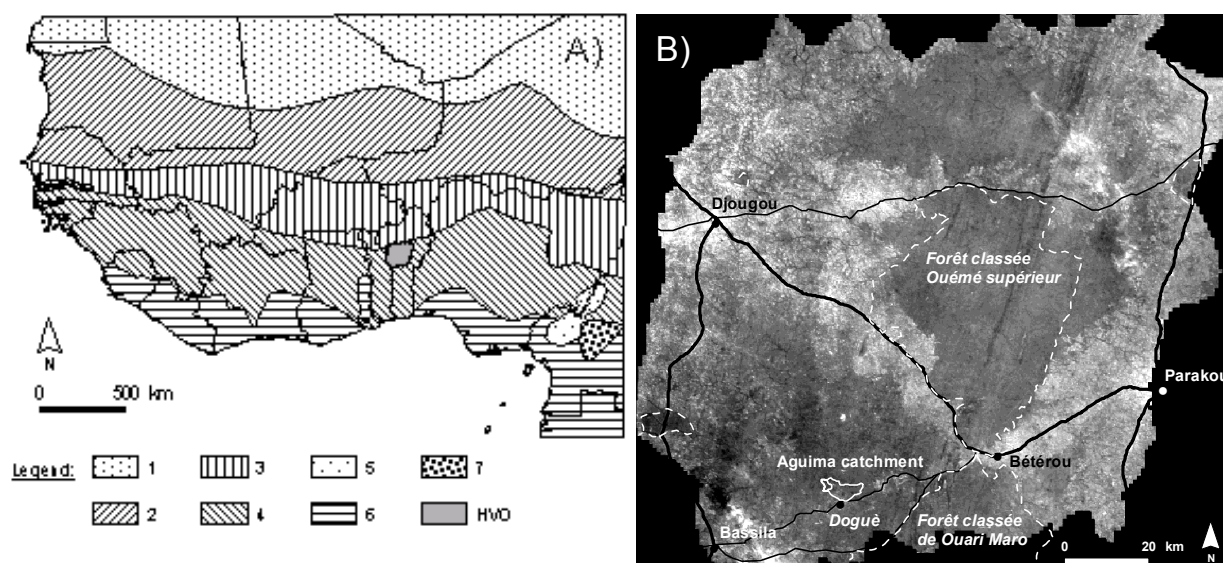 A)
N
0 500 km
Legend: 1 3 5 7
2 4 6 HVO
B)
Djougou
Forêt classée
Ouémé supérieur
Parakou
Aguima catchment
Bétérou
Doguè
Forêt classée
de Ouari Maro
Bassila
0 20 km
N